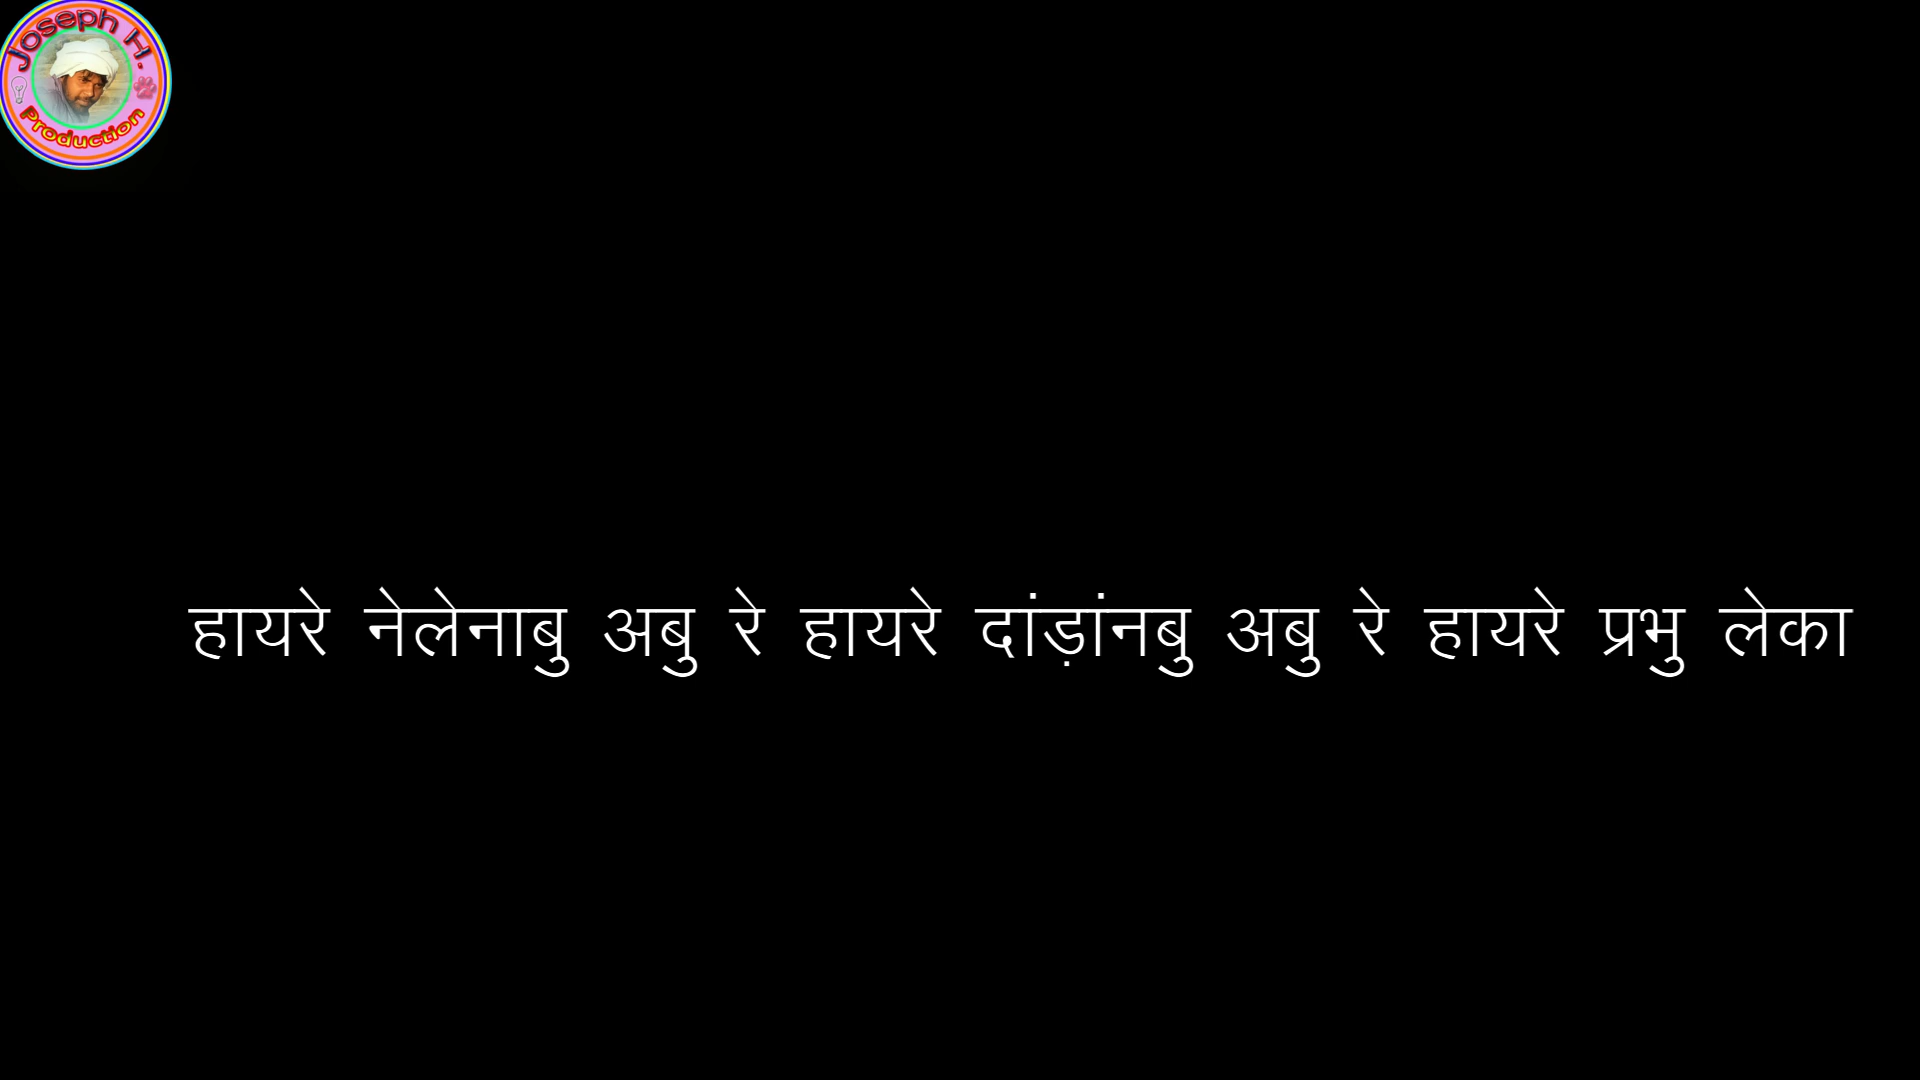 Joseph H.
Production
हायरे नेलेनाबु अबु रे हायरे दांड़ांनबु अबु रे हायरे प्रभु लेका